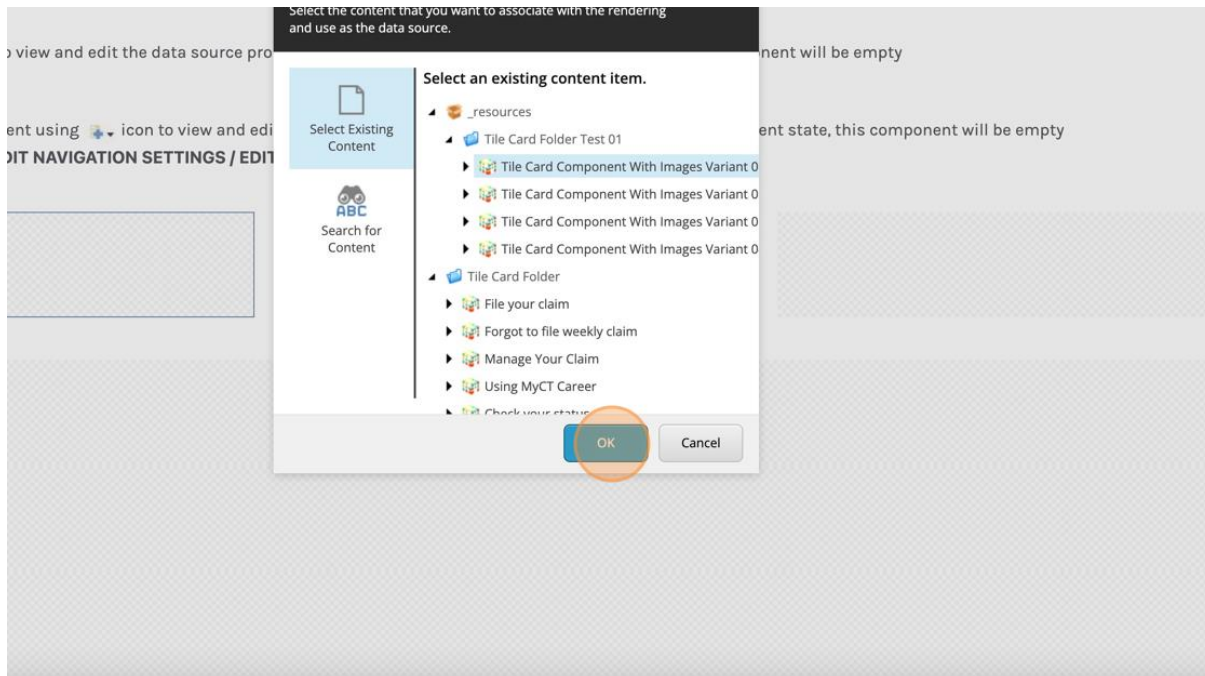 Select the content that you want to associate with the rendering
and use as the data source.
o view and edit the data source pro
nent will be empty
Select an existing content item.
_resources
Select Existing
Content
ent using icon to view and edi
ent state, this component will be empty
Tile Card Folder Test 01
DIT NAVIGATION SETTINGS / EDIT
Tile Card Component With Images Variant 0
Tile Card Component With Images Variant 0
ABC
Search for
Content
Tile Card Component With Images Variant 0
Tile Card Component With Images Variant 0
Tile Card Folder
File your claim
Forgot to file weekly claim
Manage Your Claim
Using MyCT Career
Check your status
OK
Cancel